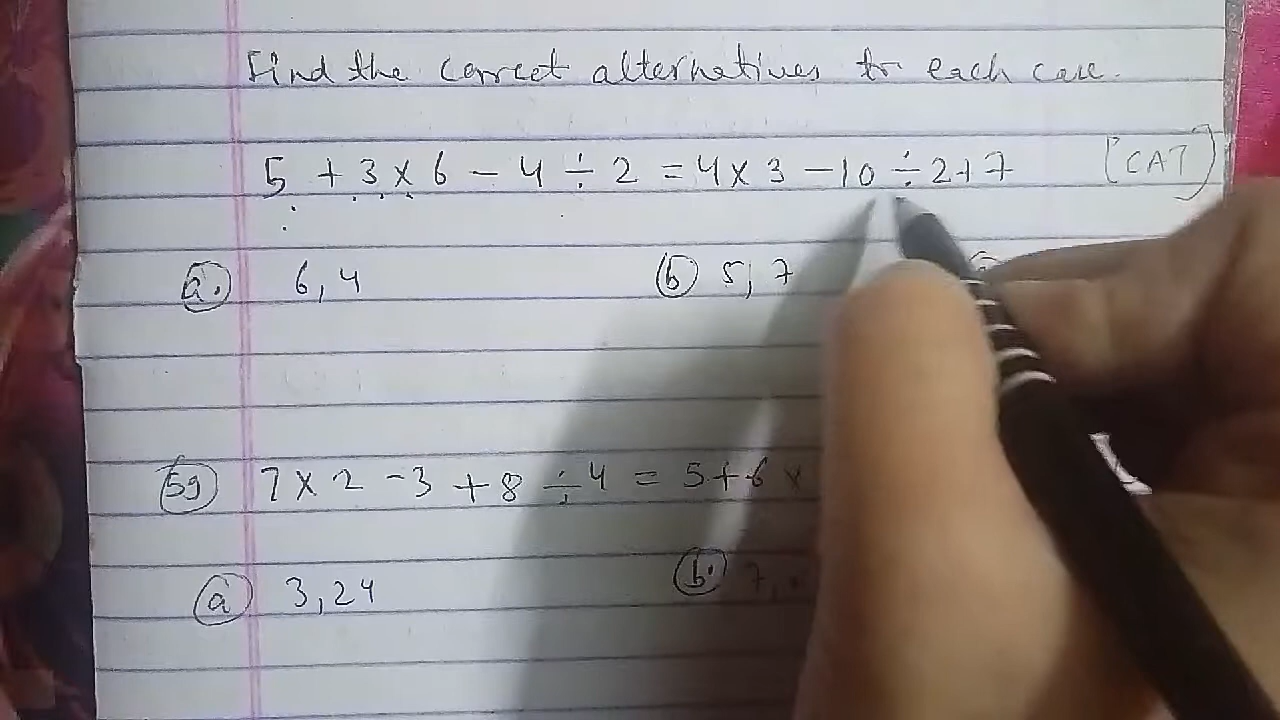 Find the correct alternatives to each case.
5 + 3 × 6 - 4 ÷ 2 = 4 × 3 - 10 ÷ 2 + 7 [CAT]
a. 6, 4 b 5, 7
59 7 × 2 - 3 + 8 ÷ 4 = 5 + 6 ×
a 3, 24 b. 7,